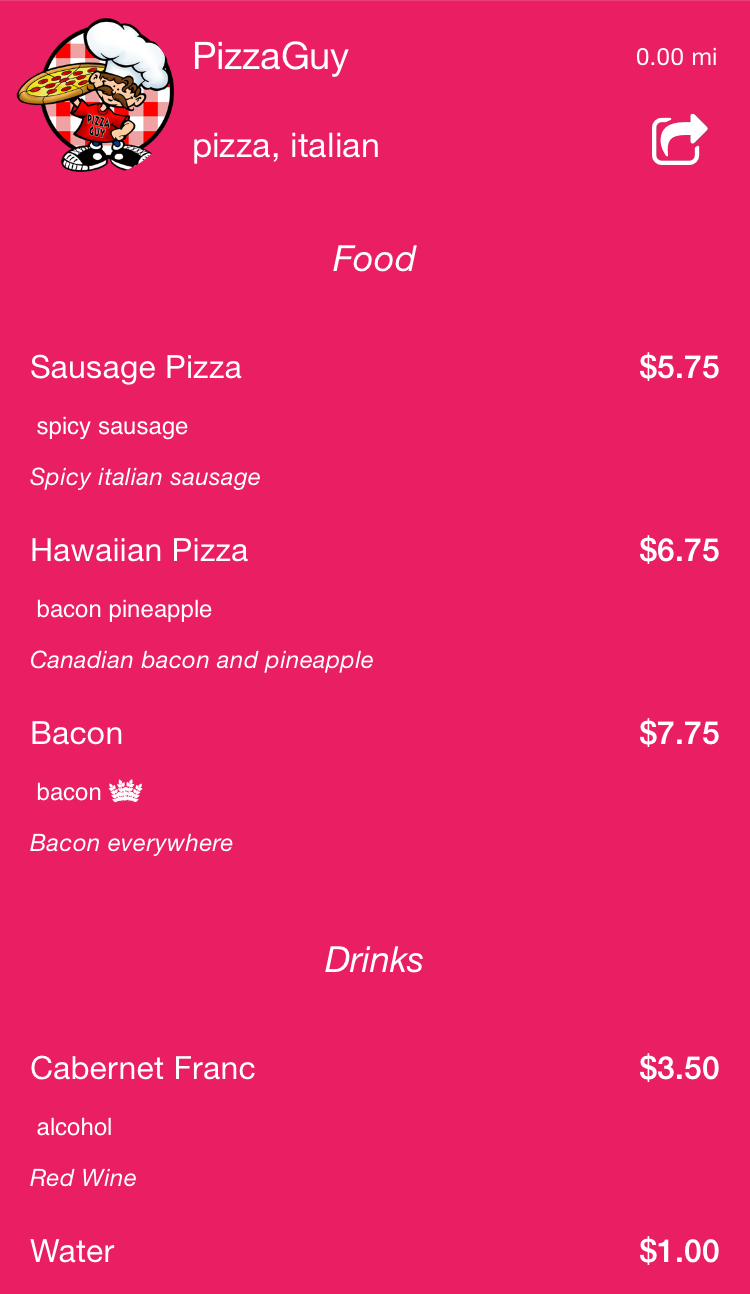 PizzaGuy
0.00 mi
PIZZA
GUY
pizza, italian
Food
Sausage Pizza
$5.75
spicy sausage
Spicy italian sausage
Hawaiian Pizza
$6.75
bacon pineapple
Canadian bacon and pineapple
Bacon
$7.75
bacon
Bacon everywhere
Drinks
Cabernet Franc
$3.50
alcohol
Red Wine
Water
$1.00